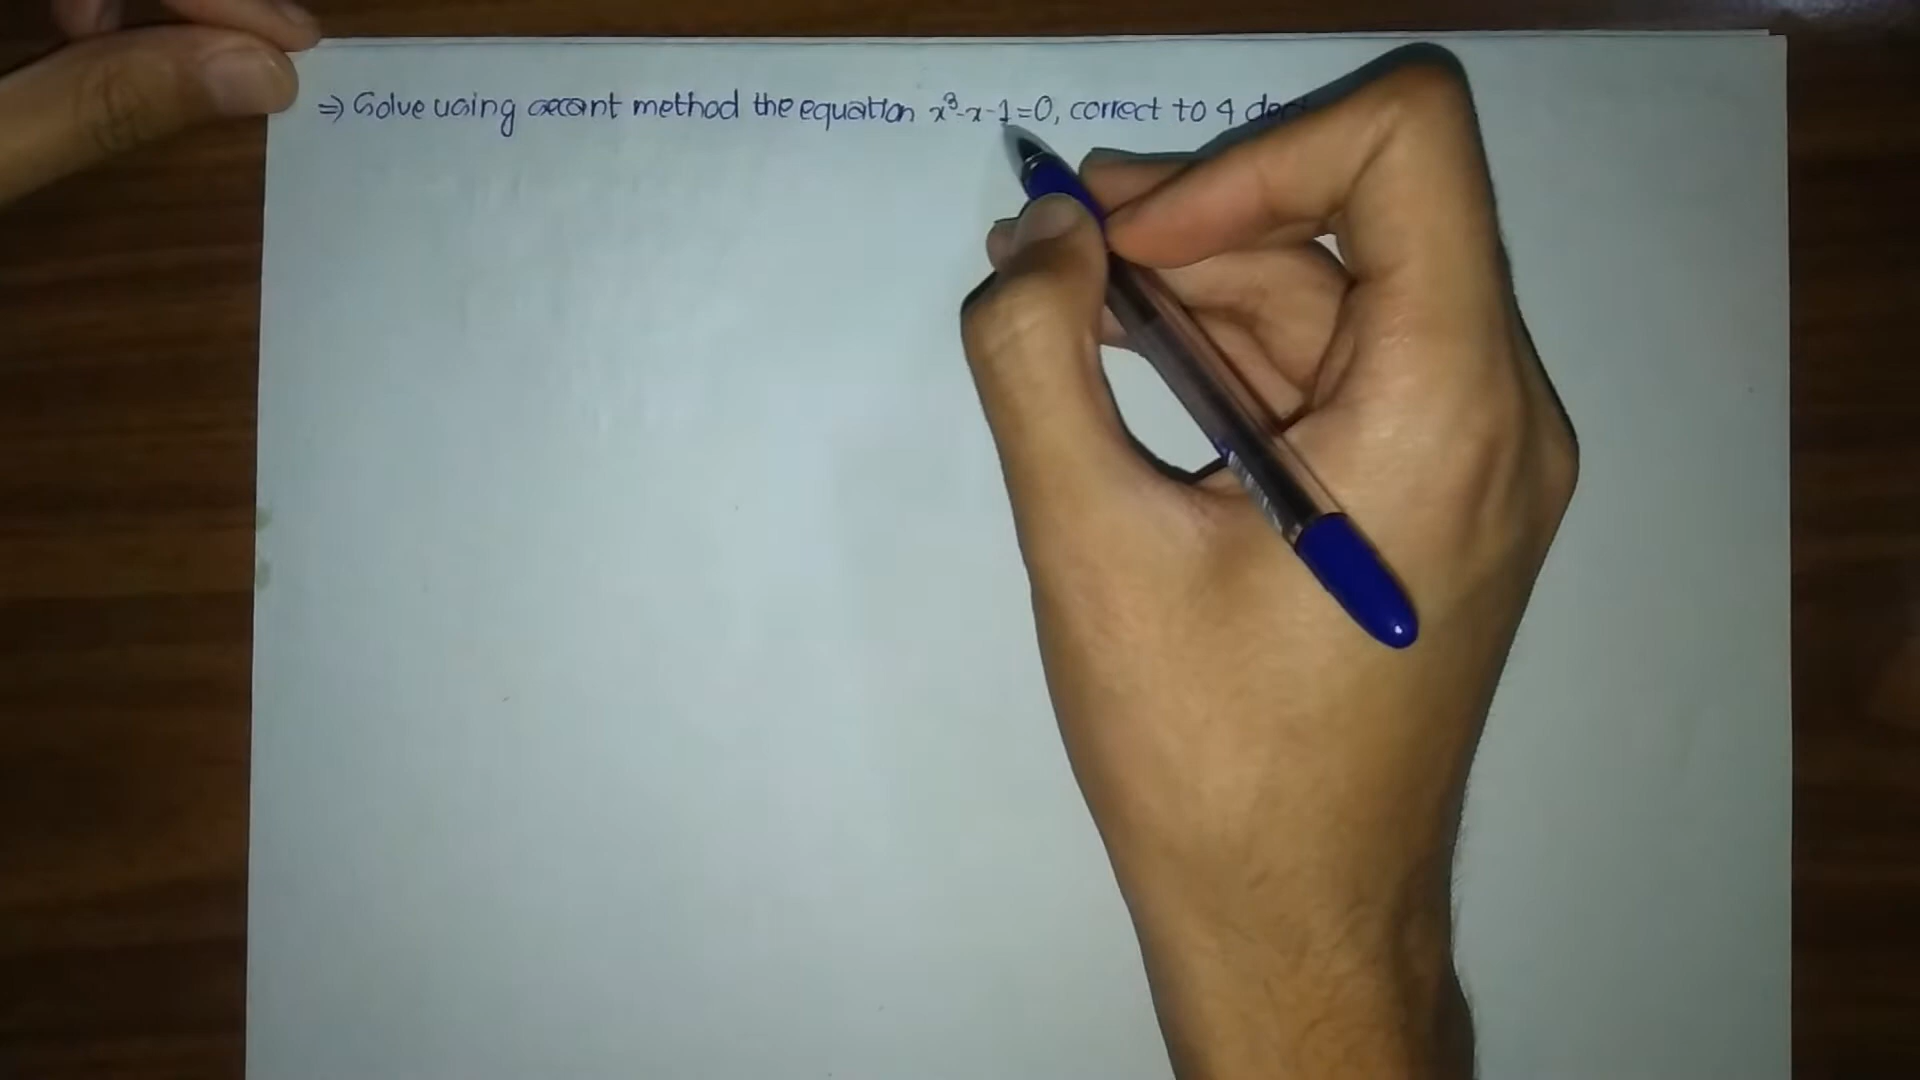 ⇒ Solve using secant method the equation x³-x-1=0, correct to 4